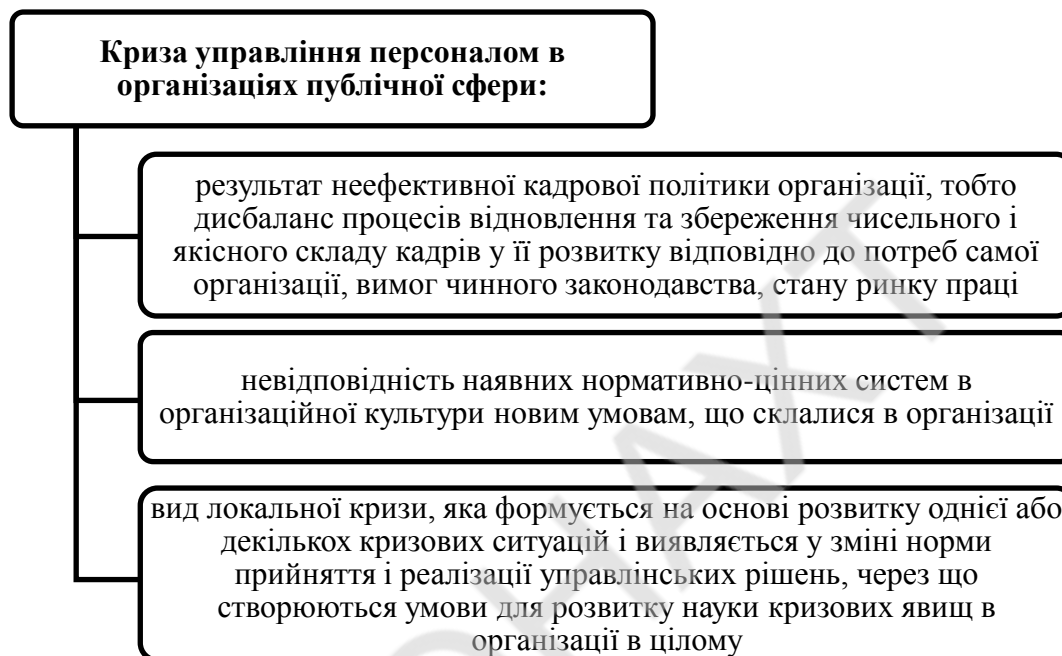 Криза управління персоналом в
організаціях публічної сфери:
результат неефективної кадрової політики організації, тобто
дисбаланс процесів відновлення та збереження чисельного і
якісного складу кадрів у її розвитку відповідно до потреб самої
організації, вимог чинного законодавства, стану ринку праці
невідповідність наявних нормативно-цінних систем в
організаційної культури новим умовам, що склалися в організації
вид локальної кризи, яка формується на основі розвитку однієї або
декількох кризових ситуацій і виявляється у зміні норми
прийняття і реалізації управлінських рішень, через що
створюються умови для розвитку науки кризових явищ в
організації в цілому